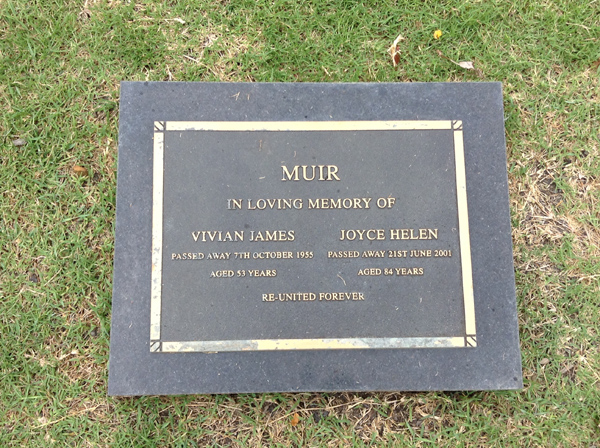 MUIR
IN LOVING MEMORY OF
VIVIAN JAMES JOYCE HELEN
PASSED AWAY 7TH OCTOBER 1955 PASSED AWAY 21ST JUNE 2001
AGED 53 YEARS AGED 84 YEARS
RE-UNITED FOREVER